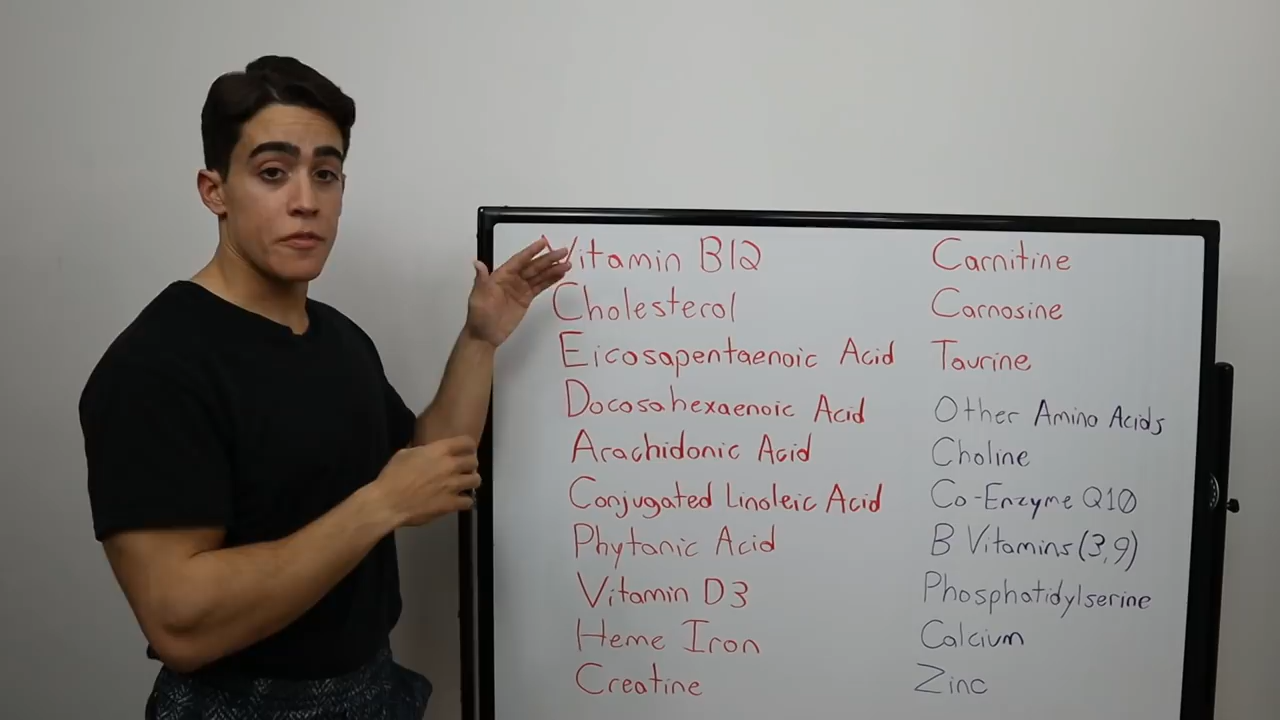 Vitamin B12
Cholesterol
Eicosapentaenoic Acid
Docosahexaenoic Acid
Arachidonic Acid
Conjugated Linoleic Acid
Phytanic Acid
Vitamin D3
Heme Iron
Creatine
Carnitine
Carnosine
Taurine
Other Amino Acids
Choline
Co-Enzyme Q10
B Vitamins (3,9)
Phosphatidylserine
Calcium
Zinc